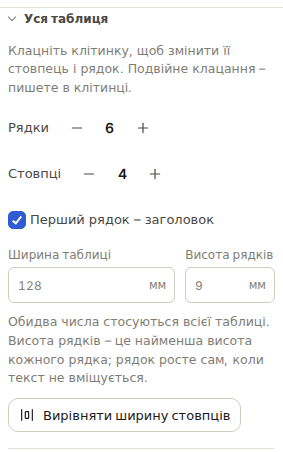 Уся таблиця
Клацніть клітинку, щоб змінити її
стовпець і рядок. Подвійне клацання –
пишете в клітинці.
Рядки − 6 +
Стовпці − 4 +
Перший рядок – заголовок
Ширина таблиці Висота рядків
128 мм 9 мм
Обидва числа стосуються всієї таблиці.
Висота рядків – це найменша висота
кожного рядка; рядок росте сам, коли
текст не вміщується.
Вирівняти ширину стовпців